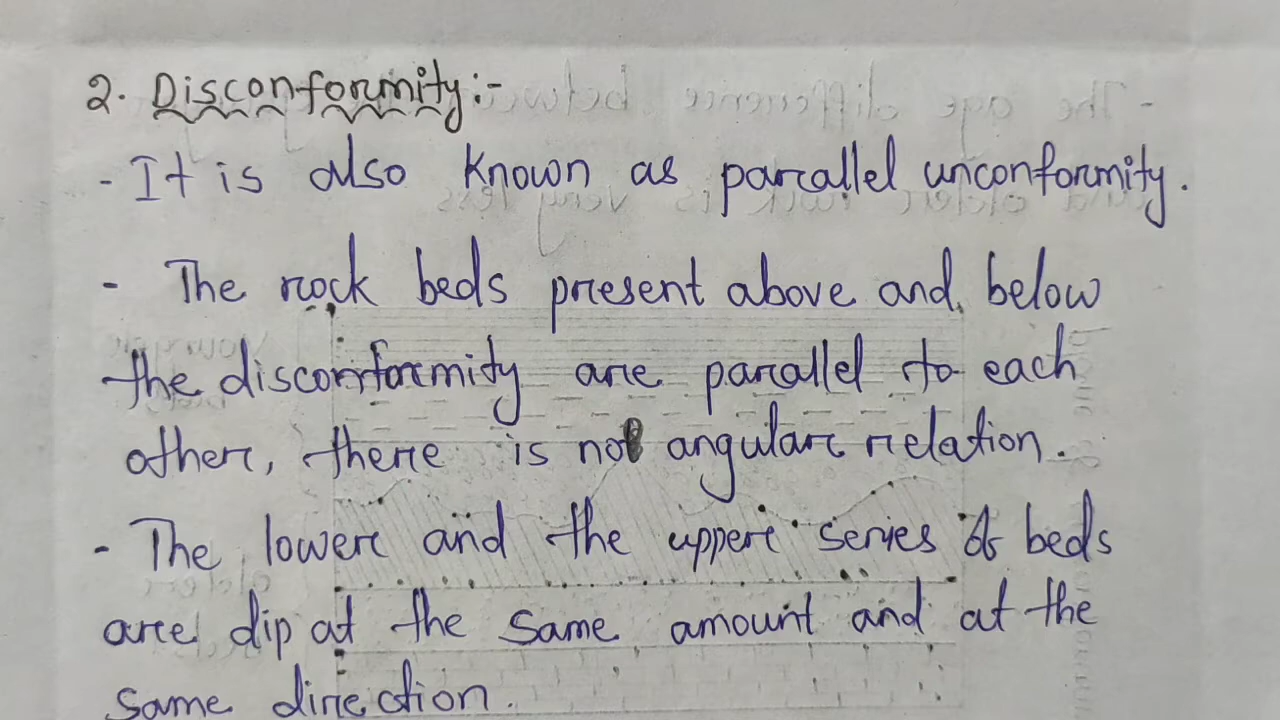 2. Disconformity:-
- It is also known as parallel unconformity.
- The rock beds present above and below
the disconformity are parallel to each
other, there is no angular relation.
- The lower and the upper series of beds
are dip at the same amount and at the
same direction.